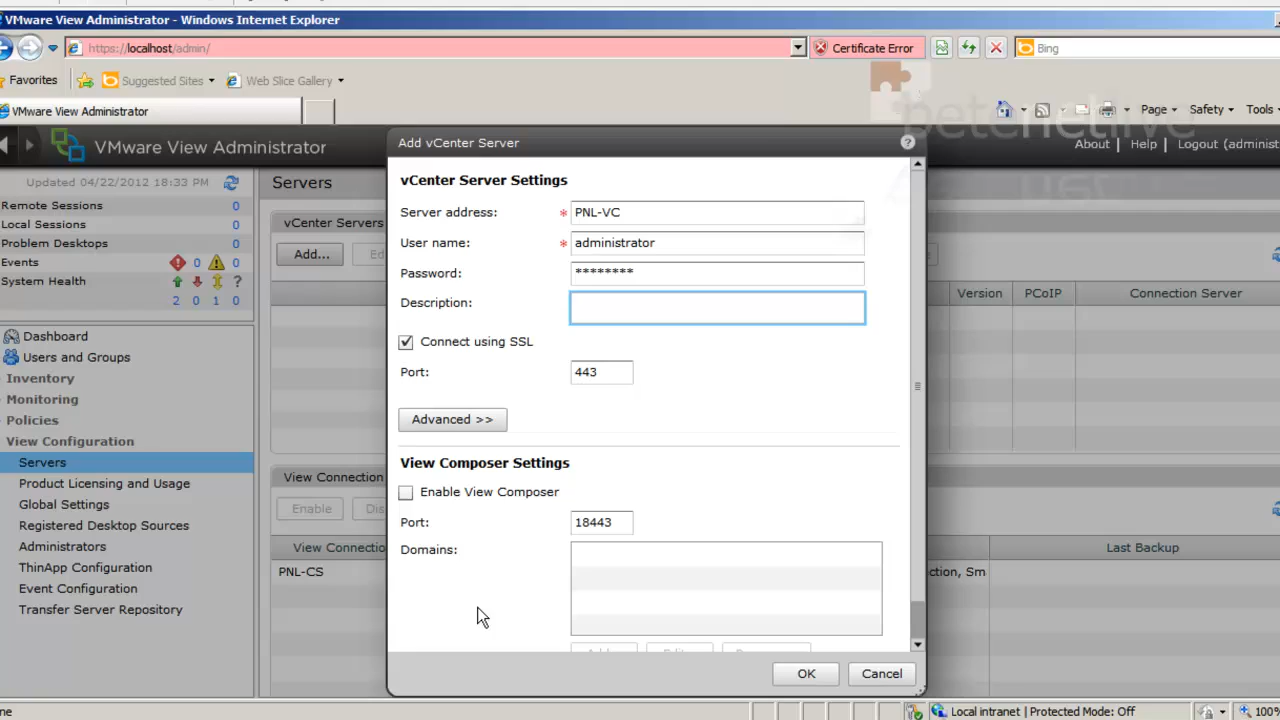 VMware View Administrator - Windows Internet Explorer
https://localhost/admin/
Certificate Error
Bing
Favorites
Suggested Sites
Web Slice Gallery
VMware View Administrator
Page
Safety
Tools
petenetlive
VMware View Administrator
About
Help
Logout (administ
Updated 04/22/2012 18:33 PM
Remote Sessions 0
Local Sessions 0
Problem Desktops 0
Events 0 0
System Health ?
2 0 1 0
Dashboard
Users and Groups
Inventory
Monitoring
Policies
View Configuration
Servers
Product Licensing and Usage
Global Settings
Registered Desktop Sources
Administrators
ThinApp Configuration
Event Configuration
Transfer Server Repository
Servers
vCenter Servers
Add...
Ed
Version
PCoIP
Connection Server
View Connection
Enable
Dis
View Connectio
Last Backup
PNL-CS
ction, Sm
Add vCenter Server
?
vCenter Server Settings
Server address: * PNL-VC
User name: * administrator
Password: ********
Description:
Connect using SSL
Port: 443
Advanced >>
View Composer Settings
Enable View Composer
Port: 18443
Domains:
OK
Cancel
ne
Local intranet | Protected Mode: Off
100%